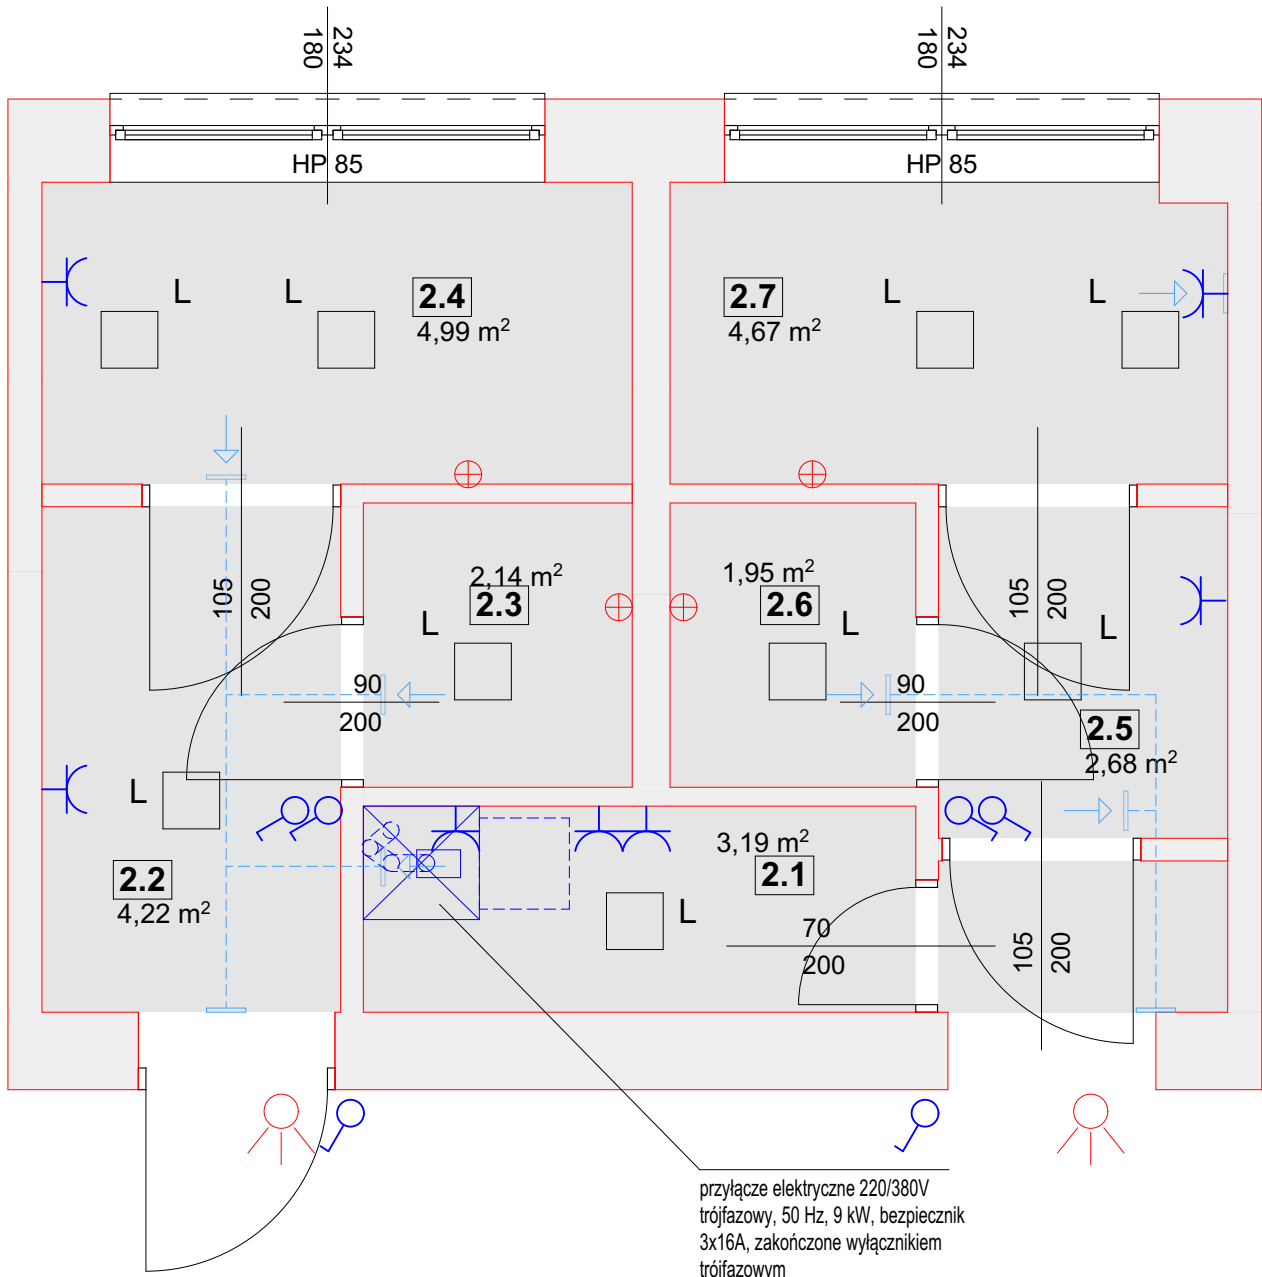 234
180
234
180
HP 85
HP 85
L
L
2.4
4,99 m²
2.7
4,67 m²
L
L
105
200
2,14 m²
2.3
L
1,95 m²
2.6
L
105
200
L
90
200
90
200
2.5
2,68 m²
L
2.2
4,22 m²
3,19 m²
2.1
L
70
200
105
200
przyłącze elektryczne 220/380V
trójfazowy, 50 Hz, 9 kW, bezpiecznik
3x16A, zakończone wyłącznikiem
trójfazowym